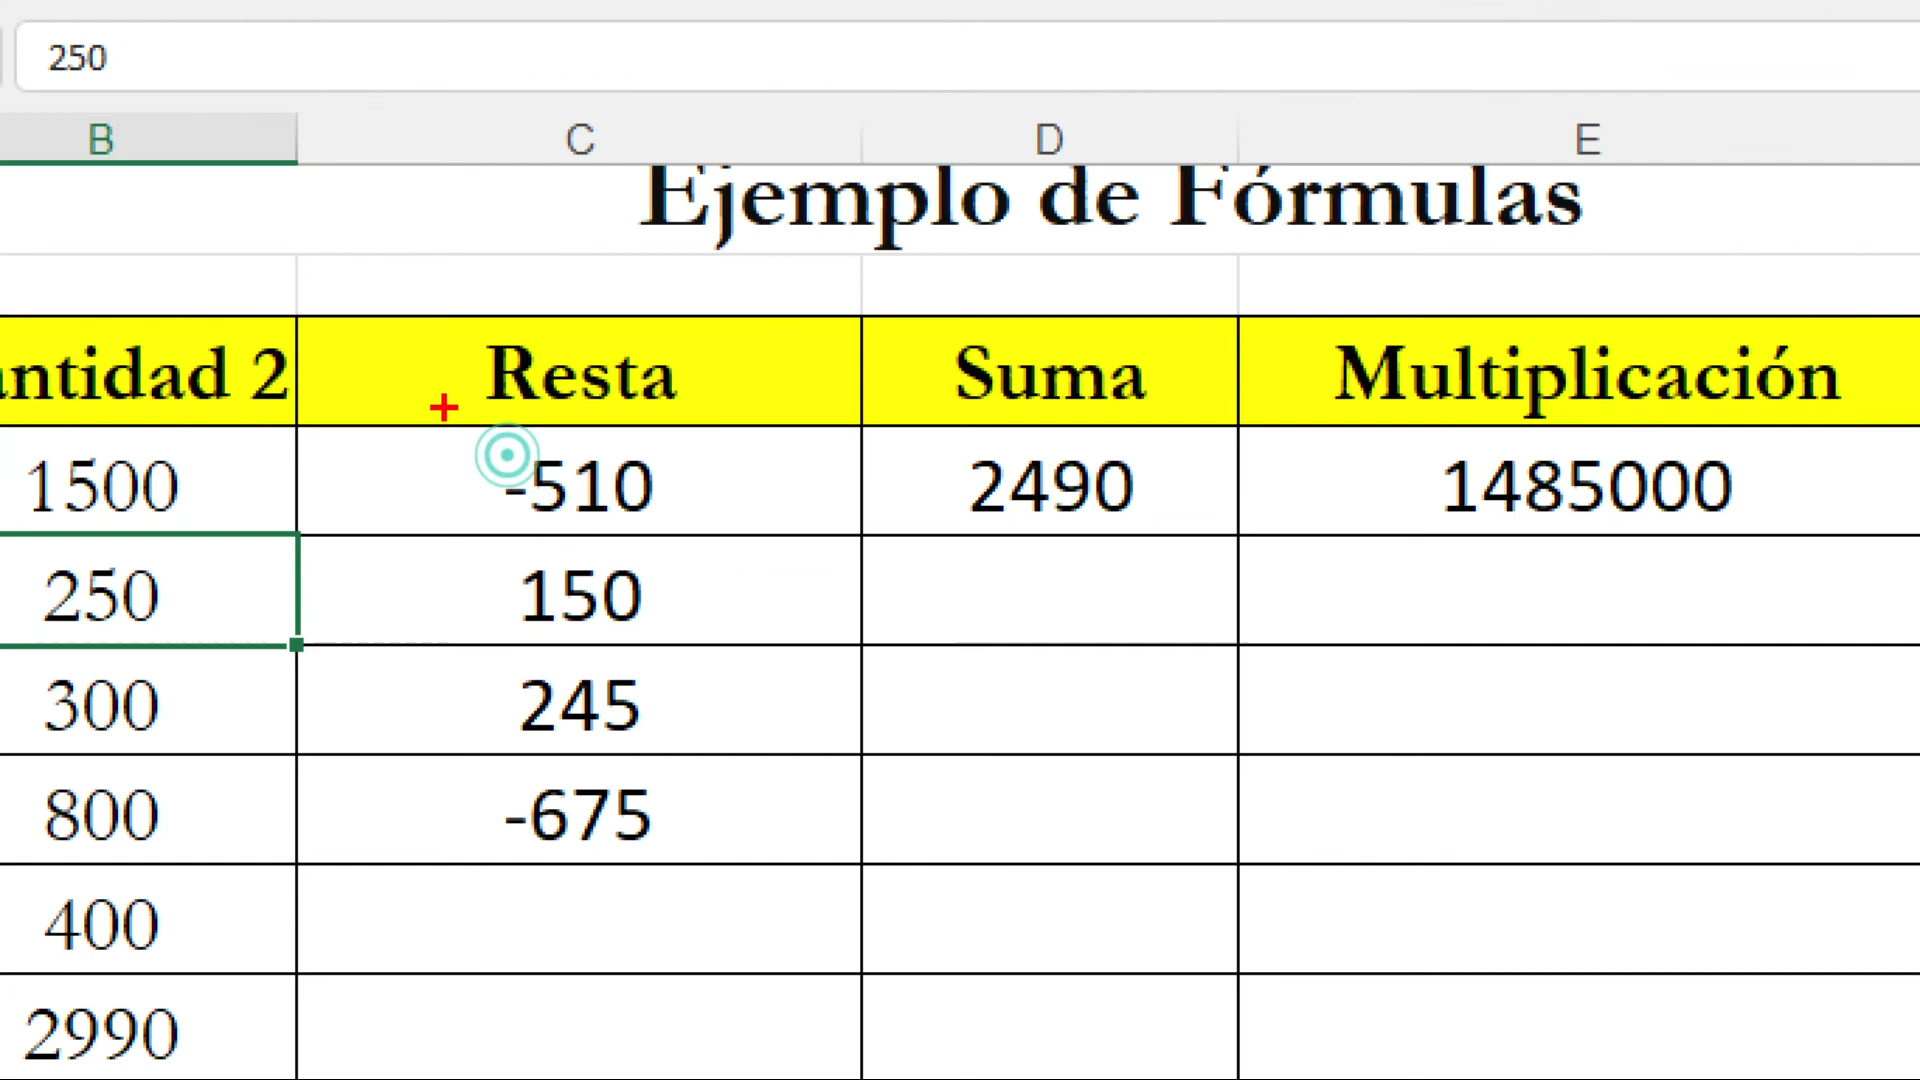 250
B C D E
Ejemplo de Fórmulas
Resta Suma Multiplicación
2
1500 -510 2490 1485000
250 150
300 245
800 -675
400
2990